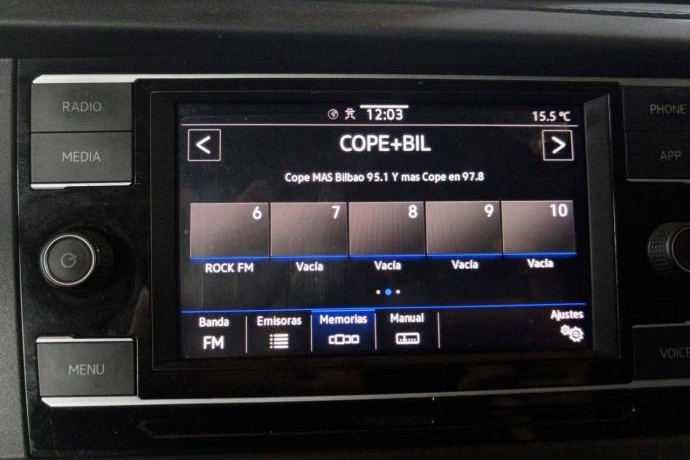 RADIO
MEDIA
MENU
12:03
15.5 °C
<
COPE+BIL
>
Cope MAS Bilbao 95.1 Y mas Cope en 97.8
6 7 8 9 10
ROCK FM Vacía Vacía Vacía Vacía
Banda Emisoras Memorias Manual Ajustes
FM
PHONE
APP
VOICE